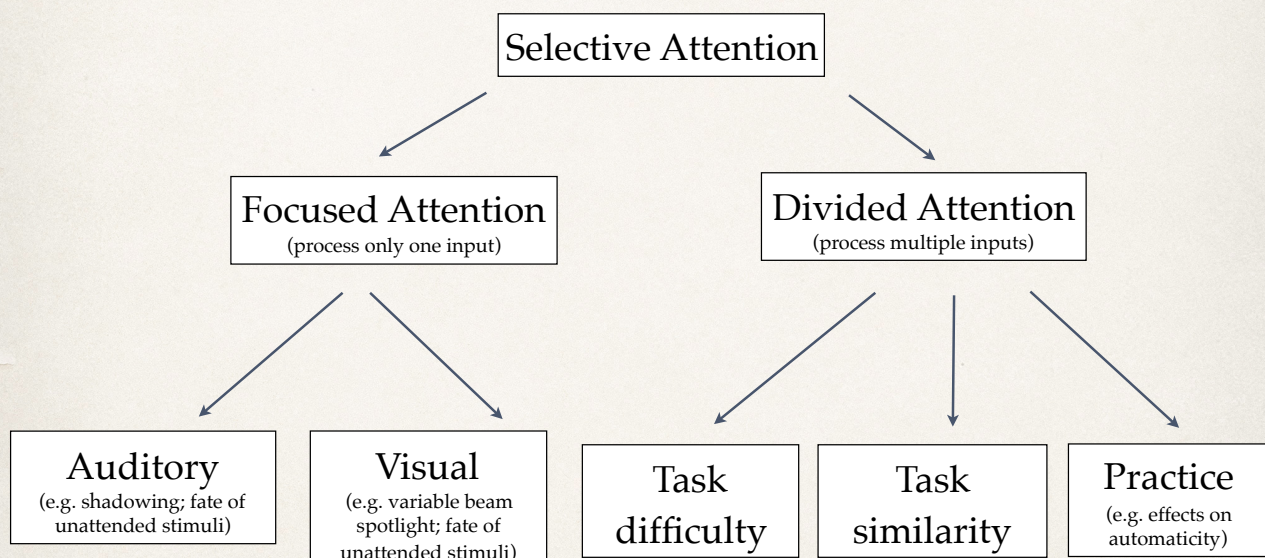 Selective Attention
Focused Attention
(process only one input)
Divided Attention
(process multiple inputs)
Auditory
(e.g. shadowing; fate of
unattended stimuli)
Visual
(e.g. variable beam
spotlight; fate of
unattended stimuli)
Task
difficulty
Task
similarity
Practice
(e.g. effects on
automaticity)